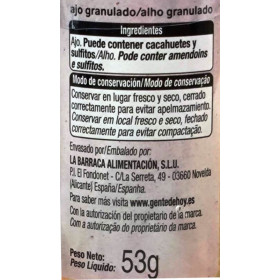 ajo granulado/alho granulado
Ingredientes
Ajo. Puede contener cacahuetes y
sulfitos/Alho. Pode conter amendoins
e sulfitos.
Modo de conservación/Modo de conservação
Conservar en lugar fresco y seco, cerrado
correctamente para evitar apelmazamiento.
Conservar em local fresco e seco, fechado
correctamente para evitar compactação.
Envasado por/Embalado por:
LA BARRACA ALIMENTACIÓN, S.L.U.
P.I. El Fondonet - C/La Serreta, 49 - 03660 Novelda
(Alicante) España/Espanha.
Para saber más visita www.gentedehoy.es
Con la autorización del propietario de la marca.
Com a autorização do propietario da marca.
Peso Neto:
Peso Líquido: 53g